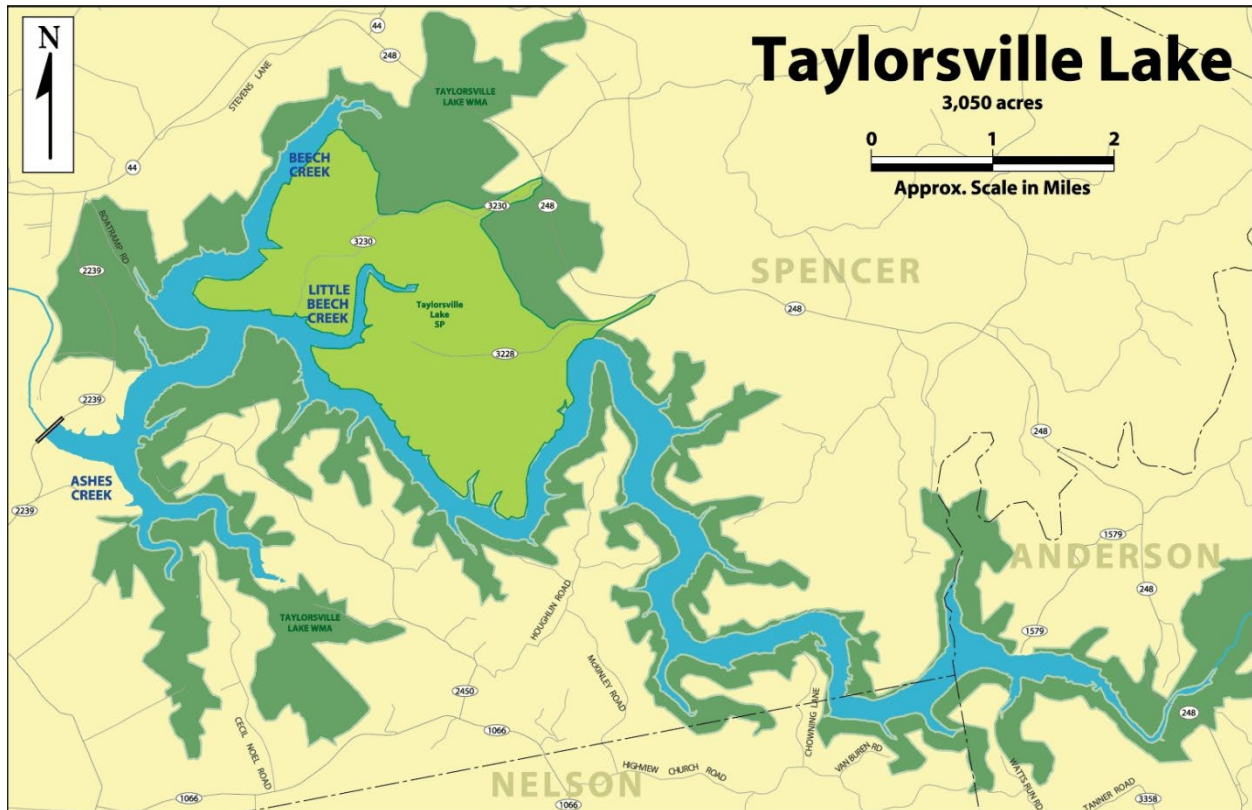 N
Taylorsville Lake
3,050 acres
0 1 2
Approx. Scale in Miles
44
248
STEVENS LANE
TAYLORSVILLE
LAKE WMA
44
BEECH
CREEK
BOATRAMP RD
3230
248
3230
2239
SPENCER
LITTLE
BEECH
CREEK
Taylorsville
Lake
SP
248
3228
2239
248
ASHES
CREEK
2239
1579
ANDERSON
248
HOUGHLIN ROAD
TAYLORSVILLE
LAKE WMA
1579
McKINLEY ROAD
2450
CECIL NOEL ROAD
CHOWNING LANE
248
1066
VAN BUREN RD
HIGHVIEW CHURCH ROAD
WATTS RUN RD
NELSON
TANNER ROAD
1066
1066
3358